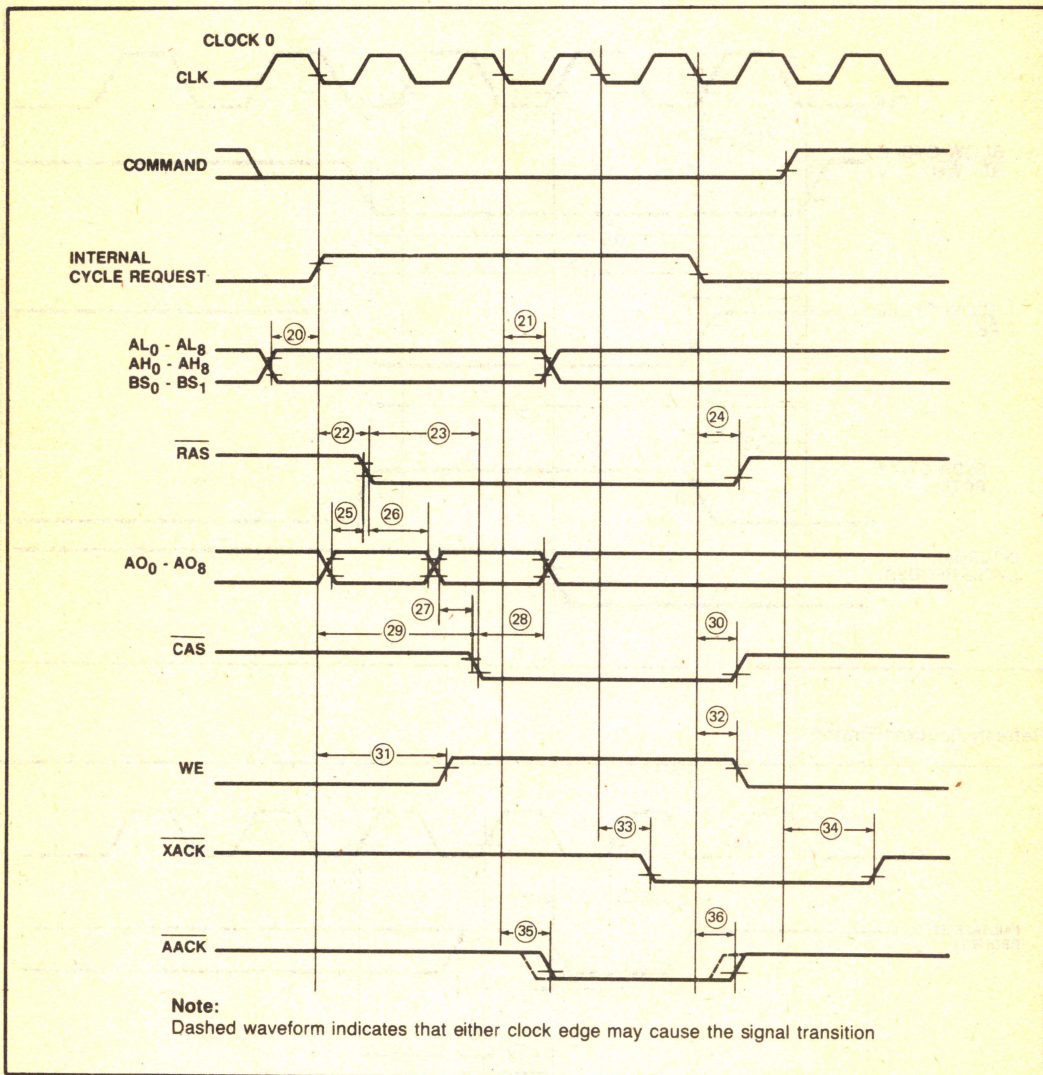 CLOCK 0
CLK
COMMAND
INTERNAL
CYCLE REQUEST
20
21
AL0 - AL8
AH0 - AH8
BS0 - BS1
22
23
24
RAS
25
26
AO0 - AO8
27
28
29
30
CAS
31
32
WE
33
34
XACK
35
36
AACK
Note:
Dashed waveform indicates that either clock edge may cause the signal transition